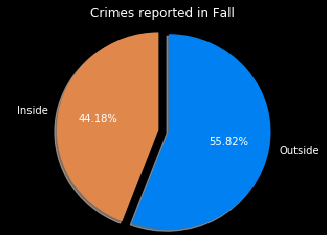 Crimes reported in Fall
Inside
44.18%
55.82%
Outside